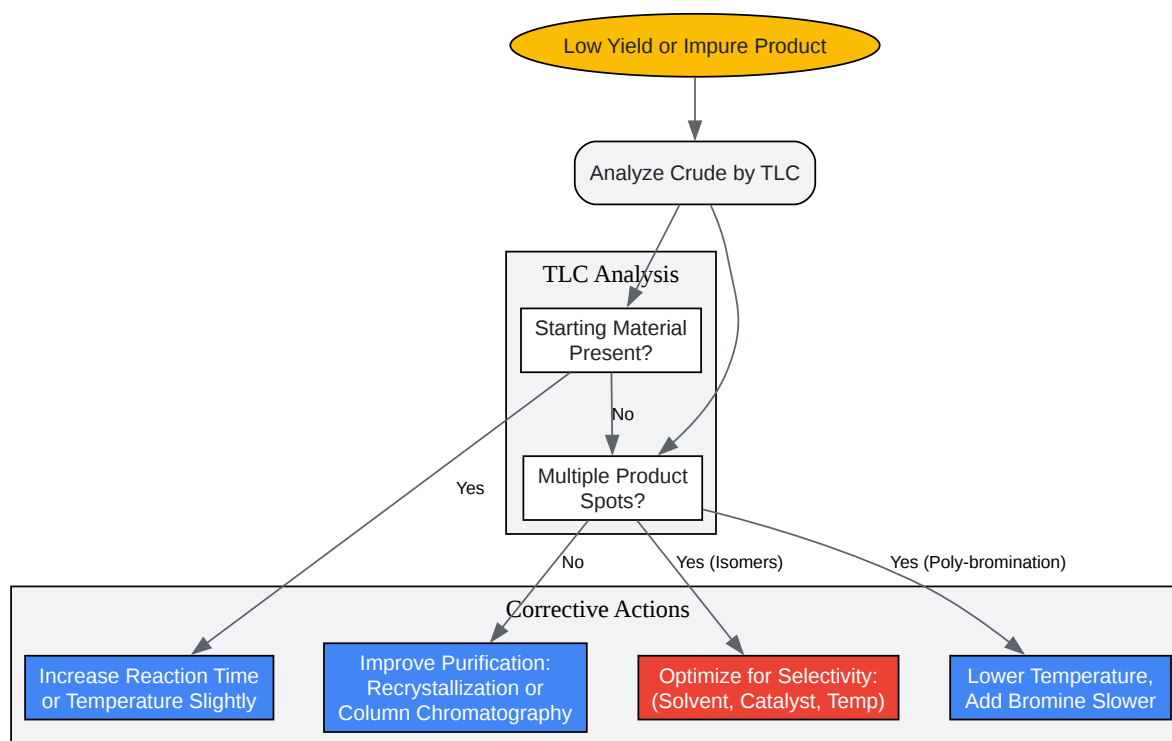 Low Yield or Impure Product
Analyze Crude by TLC
TLC Analysis
Starting Material
Present?
No
Multiple Product
Spots?
Yes
No
Yes (Isomers)
Yes (Poly-bromination)
Corrective Actions
Increase Reaction Time
or Temperature Slightly
Improve Purification:
Recrystallization or
Column Chromatography
Optimize for Selectivity:
(Solvent, Catalyst, Temp)
Lower Temperature,
Add Bromine Slower